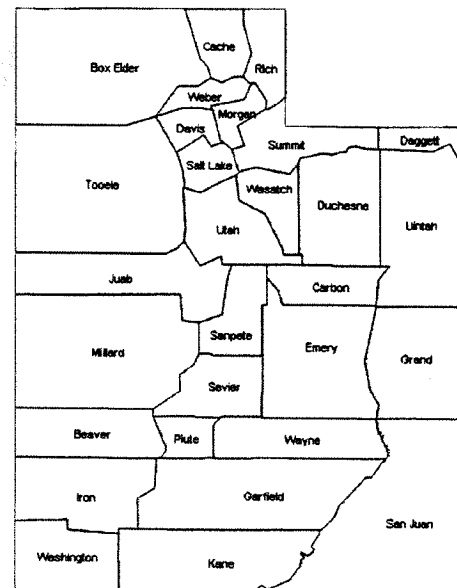 Cache
Rich
Box Elder
Weber
Morgan
Davis
Summit
Daggett
Salt Lake
Tooele
Wasatch
Duchesne
Uintah
Utah
Juab
Carbon
Sanpete
Millard
Emery
Grand
Sevier
Beaver
Piute
Wayne
Iron
Garfield
San Juan
Washington
Kane